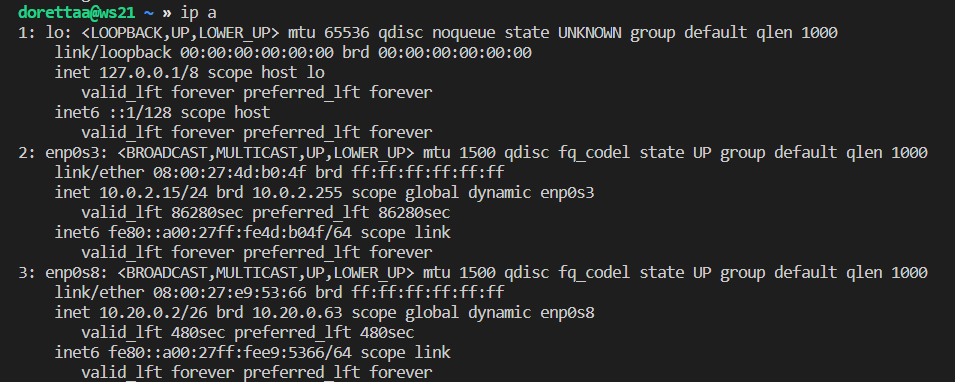 dorettaa@ws21 ~ » ip a
1: lo: <LOOPBACK,UP,LOWER_UP> mtu 65536 qdisc noqueue state UNKNOWN group default qlen 1000
link/loopback 00:00:00:00:00:00 brd 00:00:00:00:00:00
inet 127.0.0.1/8 scope host lo
valid_lft forever preferred_lft forever
inet6 ::1/128 scope host
valid_lft forever preferred_lft forever
2: enp0s3: <BROADCAST,MULTICAST,UP,LOWER_UP> mtu 1500 qdisc fq_codel state UP group default qlen 1000
link/ether 08:00:27:4d:b0:4f brd ff:ff:ff:ff:ff:ff
inet 10.0.2.15/24 brd 10.0.2.255 scope global dynamic enp0s3
valid_lft 86280sec preferred_lft 86280sec
inet6 fe80::a00:27ff:fe4d:b04f/64 scope link
valid_lft forever preferred_lft forever
3: enp0s8: <BROADCAST,MULTICAST,UP,LOWER_UP> mtu 1500 qdisc fq_codel state UP group default qlen 1000
link/ether 08:00:27:e9:53:66 brd ff:ff:ff:ff:ff:ff
inet 10.20.0.2/26 brd 10.20.0.63 scope global dynamic enp0s8
valid_lft 480sec preferred_lft 480sec
inet6 fe80::a00:27ff:fee9:5366/64 scope link
valid_lft forever preferred_lft forever